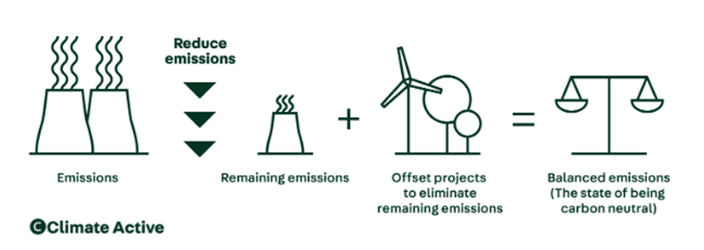 Reduce
emissions
+
=
Emissions
Remaining emissions
Offset projects
to eliminate
remaining emissions
Balanced emissions
(The state of being
carbon neutral)
C Climate Active